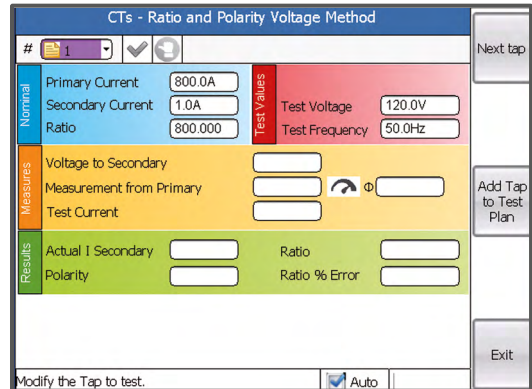 CTs - Ratio and Polarity Voltage Method
# 1
Next tap
Nominal
Primary Current 800.0A
Secondary Current 1.0A
Ratio 800.000
Test Values
Test Voltage 120.0V
Test Frequency 50.0Hz
Measures
Voltage to Secondary
Measurement from Primary Φ
Test Current
Add Tap
to Test
Plan
Results
Actual I Secondary Ratio
Polarity Ratio % Error
Exit
Modify the Tap to test. Auto